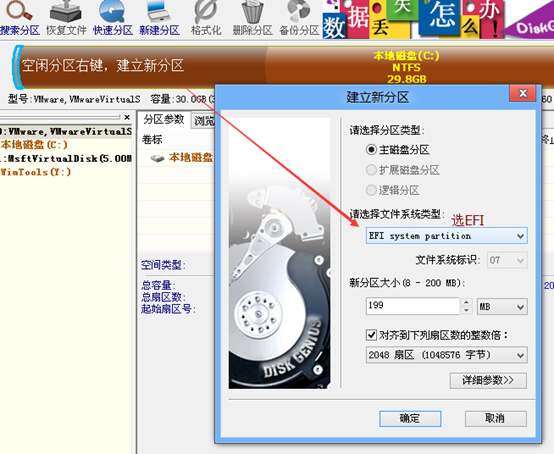 搜索分区 恢复文件 快速分区 新建分区 格式化 删除分区 备份分区
数 据 丢 失 怎 么 办!
DiskG
空闲分区右键，建立新分区
本地磁盘(C:)
NTFS
29.8GB
型号:VMware,VMwareVirtualS 容量:30.0GB(3
60
0:VMware,VMwareVirtualS
本地磁盘(C:)
1:MsftVirtualDisk(5.00M
WimTools(Y:)
分区参数 浏览
卷标
本地磁盘
空间类型:
总容量:
总扇区数:
起始扇区号:
20
建立新分区
请选择分区类型:
主磁盘分区
扩展磁盘分区
逻辑分区
请选择文件系统类型: 选EFI
EFI system partition
文件系统标识: 07
新分区大小(8 - 200 MB):
199 MB
对齐到下列扇区数的整数倍:
2048 扇区 (1048576 字节)
详细参数>>
确定 取消
DISK GENIUS